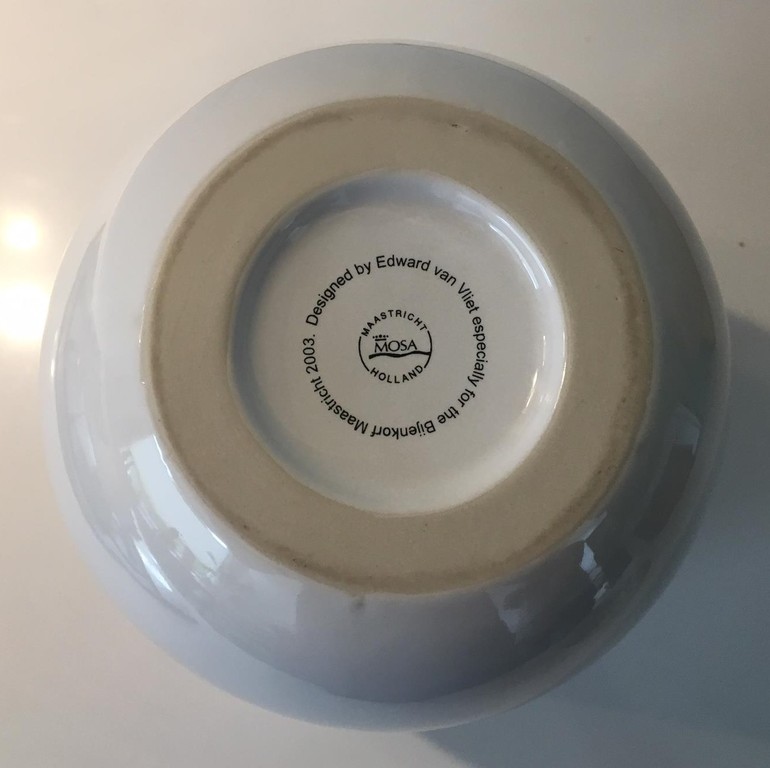 Designed by Edward van Vliet especially for the Bijenkorf Maastricht 2003.
MAASTRICHT
MOSA
HOLLAND